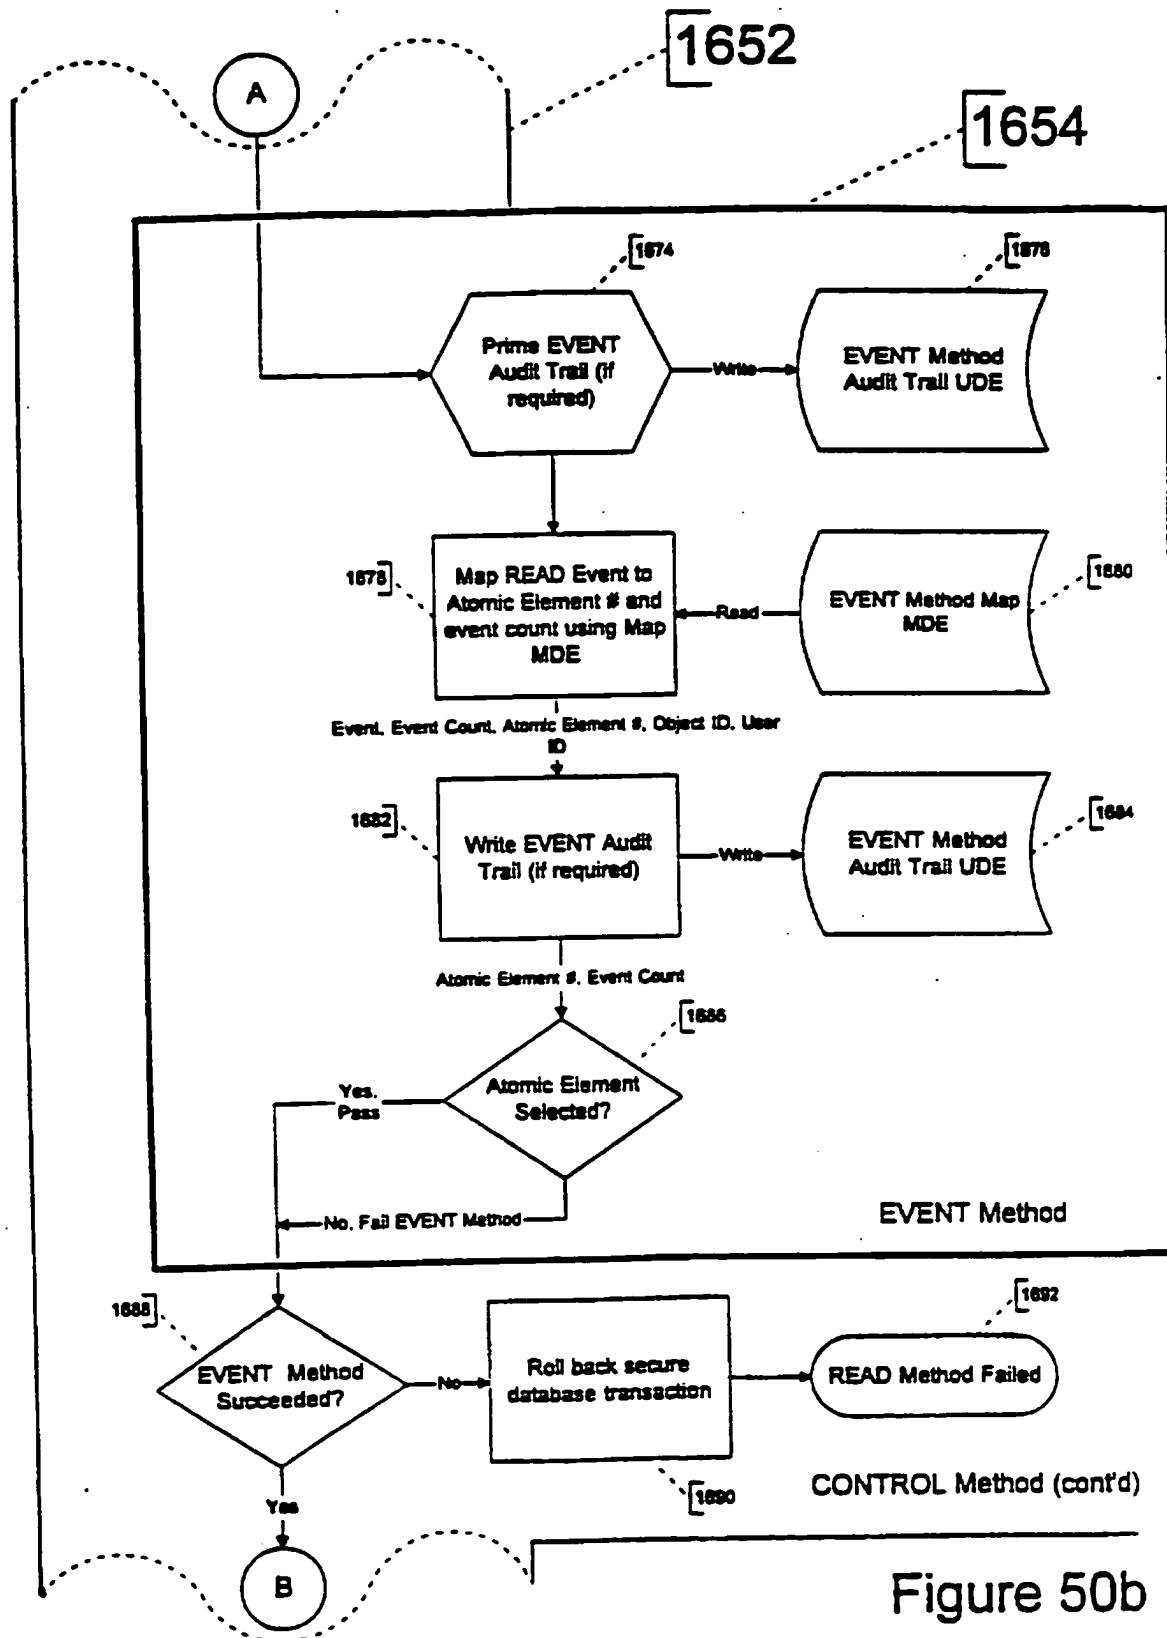 1652
A
1654
1674
1676
Prime EVENT
Audit Trail (if
required)
Write
EVENT Method
Audit Trail UDE
1678
Map READ Event to
Atomic Element # and
event count using Map
MDE
Read
EVENT Method Map
MDE
1680
Event, Event Count, Atomic Element #, Object ID, User
ID
1682
Write EVENT Audit
Trail (if required)
Write
EVENT Method
Audit Trail UDE
1684
Atomic Element #, Event Count
1686
Atomic Element
Selected?
Yes,
Pass
No, Fail EVENT Method
EVENT Method
1688
EVENT Method
Succeeded?
No
Roll back secure
database transaction
1690
READ Method Failed
1692
CONTROL Method (cont'd)
Yes
B
Figure 50b